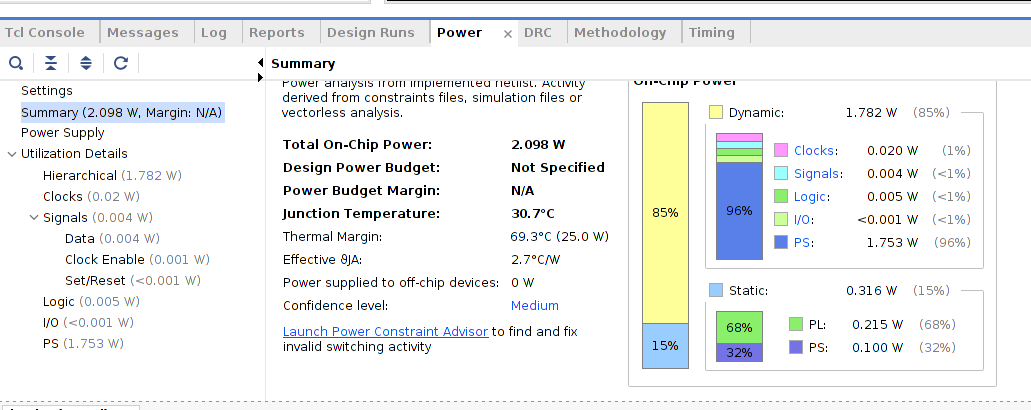 Tcl Console Messages Log Reports Design Runs Power × DRC Methodology Timing
Summary
Settings
Summary (2.098 W, Margin: N/A)
Power Supply
Utilization Details
Hierarchical (1.782 W)
Clocks (0.02 W)
Signals (0.004 W)
Data (0.004 W)
Clock Enable (0.001 W)
Set/Reset (<0.001 W)
Logic (0.005 W)
I/O (<0.001 W)
PS (1.753 W)
Power analysis from implemented netlist. Activity
derived from constraints files, simulation files or
vectorless analysis.
Total On-Chip Power: 2.098 W
Design Power Budget: Not Specified
Power Budget Margin: N/A
Junction Temperature: 30.7°C
Thermal Margin: 69.3°C (25.0 W)
Effective ϑJA: 2.7°C/W
Power supplied to off-chip devices: 0 W
Confidence level: Medium
Launch Power Constraint Advisor to find and fix
invalid switching activity
On-Chip Power
85%
15%
Dynamic: 1.782 W (85%)
96%
Clocks: 0.020 W (1%)
Signals: 0.004 W (<1%)
Logic: 0.005 W (<1%)
I/O: <0.001 W (<1%)
PS: 1.753 W (96%)
Static: 0.316 W (15%)
68%
32%
PL: 0.215 W (68%)
PS: 0.100 W (32%)